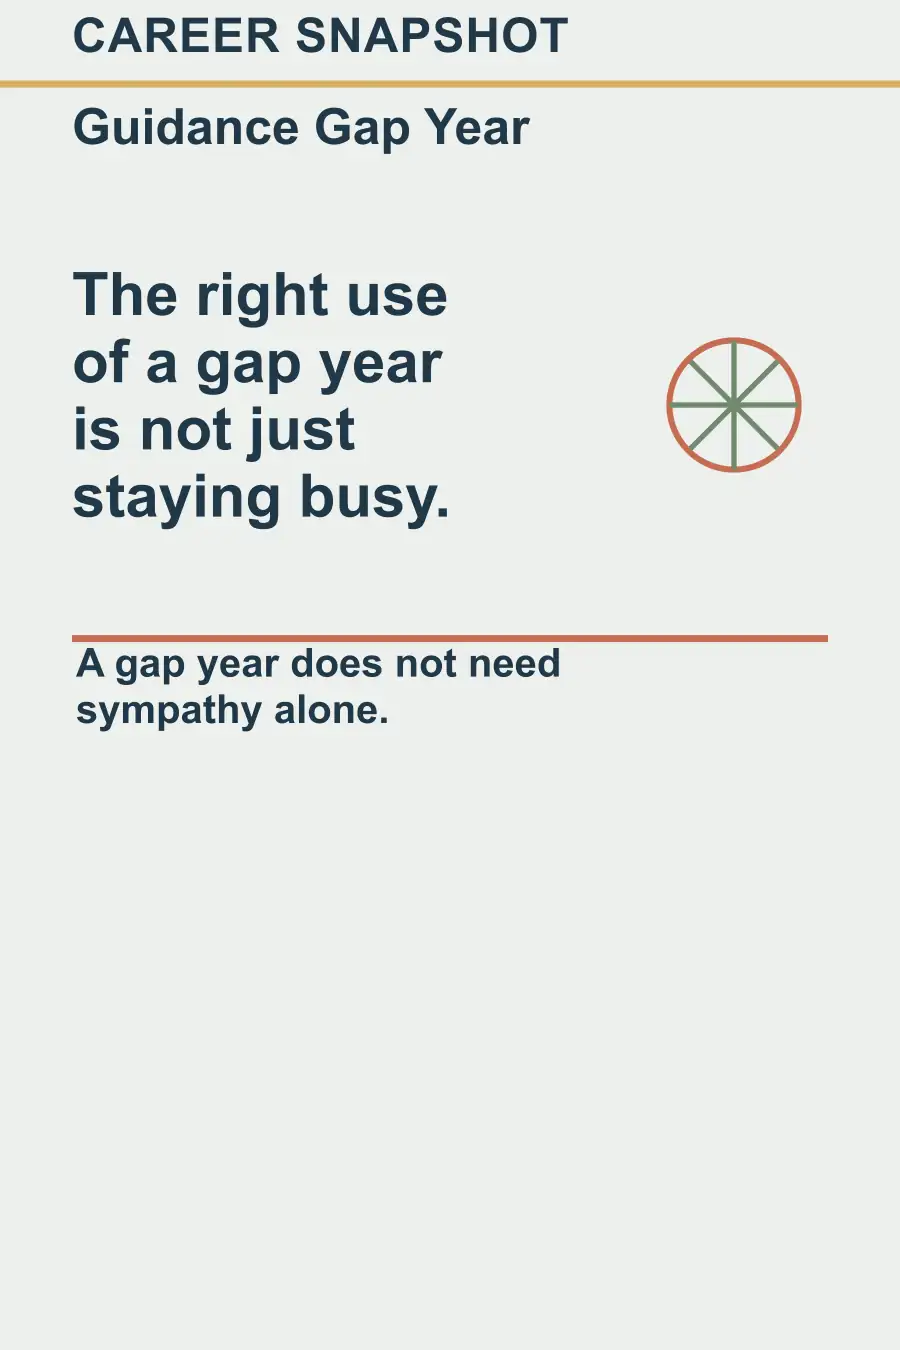 CAREER SNAPSHOT
Guidance Gap Year
The right use
of a gap year
is not just
staying busy.
A gap year does not need
sympathy alone.